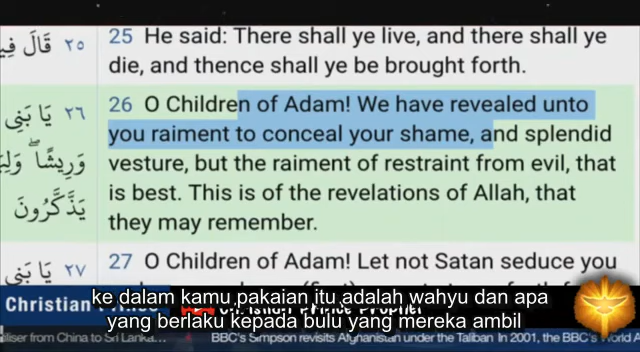 25 He said: There shall ye live, and there shall ye
die, and thence shall ye be brought forth.
٢٥ قَالَ
26 O Children of Adam! We have revealed unto
you raiment to conceal your shame, and splendid
vesture, but the raiment of restraint from evil, that
is best. This is of the revelations of Allah, that
they may remember.
٢٦ يَا بَنِي
وَرِيشًا ۖ
يَذَّكَّرُونَ
27 O Children of Adam! Let not Satan seduce you
٢٧ يَا بَنِي
ke dalam kamu pakaian itu adalah wahyu dan apa
yang berlaku kepada bulu yang mereka ambil
Christian
from China to Sri Lanka...
BBC's Simpson revisits Afghanistan under the Taliban In 2001, the BBC's World